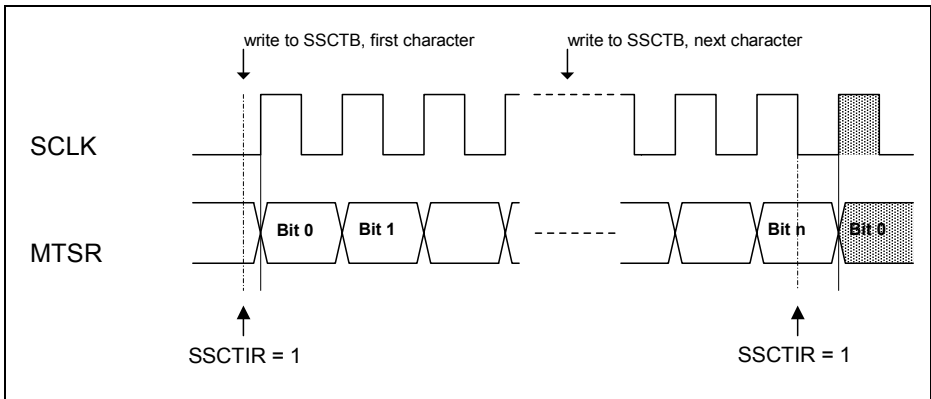 write to SSCTB, first character
write to SSCTB, next character
SCLK
MTSR
Bit 0
Bit 1
Bit n
Bit 0
SSCTIR = 1
SSCTIR = 1